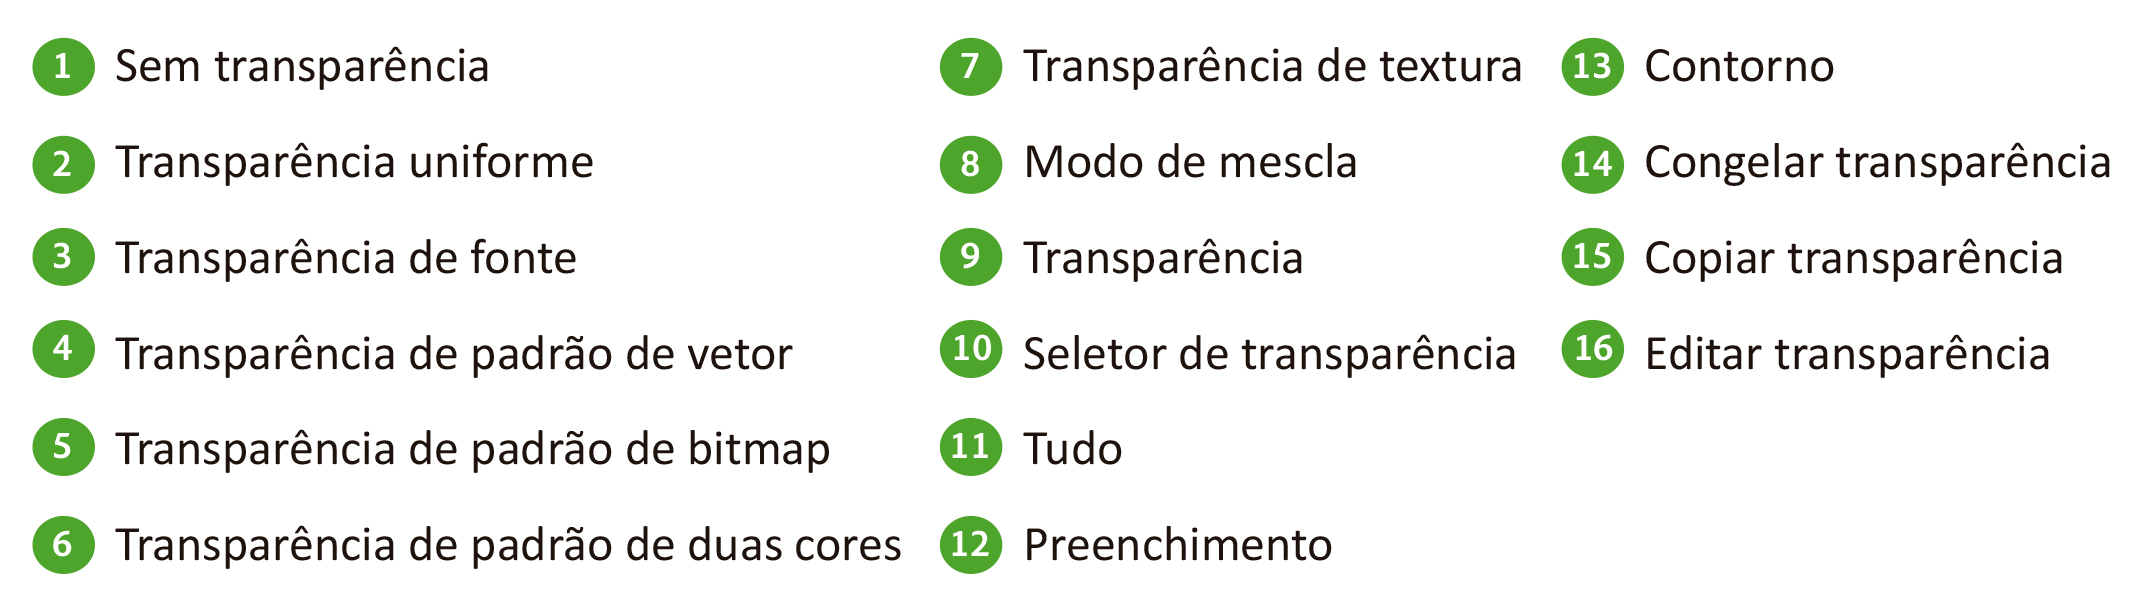 1 Sem transparência
2 Transparência uniforme
3 Transparência de fonte
4 Transparência de padrão de vetor
5 Transparência de padrão de bitmap
6 Transparência de padrão de duas cores
7 Transparência de textura
8 Modo de mescla
9 Transparência
10 Seletor de transparência
11 Tudo
12 Preenchimento
13 Contorno
14 Congelar transparência
15 Copiar transparência
16 Editar transparência